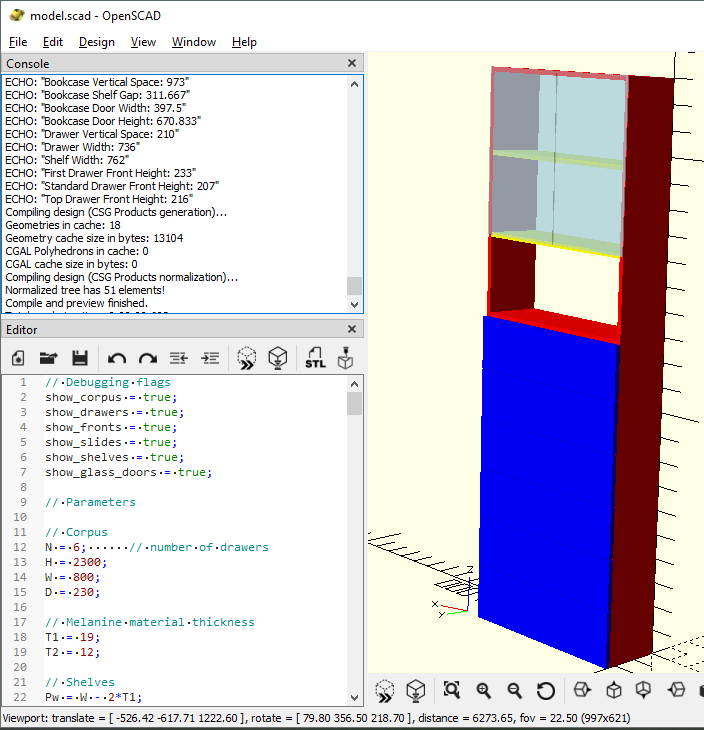 model.scad - OpenSCAD
File Edit Design View Window Help
Console
ECHO: "Bookcase Vertical Space: 973"
ECHO: "Bookcase Shelf Gap: 311.667"
ECHO: "Bookcase Door Width: 397.5"
ECHO: "Bookcase Door Height: 670.833"
ECHO: "Drawer Vertical Space: 210"
ECHO: "Drawer Width: 736"
ECHO: "Shelf Width: 762"
ECHO: "First Drawer Front Height: 233"
ECHO: "Standard Drawer Front Height: 207"
ECHO: "Top Drawer Front Height: 216"
Compiling design (CSG Products generation)...
Geometries in cache: 18
Geometry cache size in bytes: 13104
CGAL Polyhedrons in cache: 0
CGAL cache size in bytes: 0
Compiling design (CSG Products normalization)...
Normalized tree has 51 elements!
Compile and preview finished.
Editor
STL
1 // Debugging flags
2 show_corpus = true;
3 show_drawers = true;
4 show_fronts = true;
5 show_slides = true;
6 show_shelves = true;
7 show_glass_doors = true;
8
9 // Parameters
10
11 // Corpus
12 N = 6; // number of drawers
13 H = 2300;
14 W = 800;
15 D = 230;
16
17 // Melanine material thickness
18 T1 = 19;
19 T2 = 12;
20
21 // Shelves
22 Pw = W - 2*T1;
z
x
y
Viewport: translate = [ -526.42 -617.71 1222.60 ], rotate = [ 79.80 356.50 218.70 ], distance = 6273.65, fov = 22.50 (997x621)